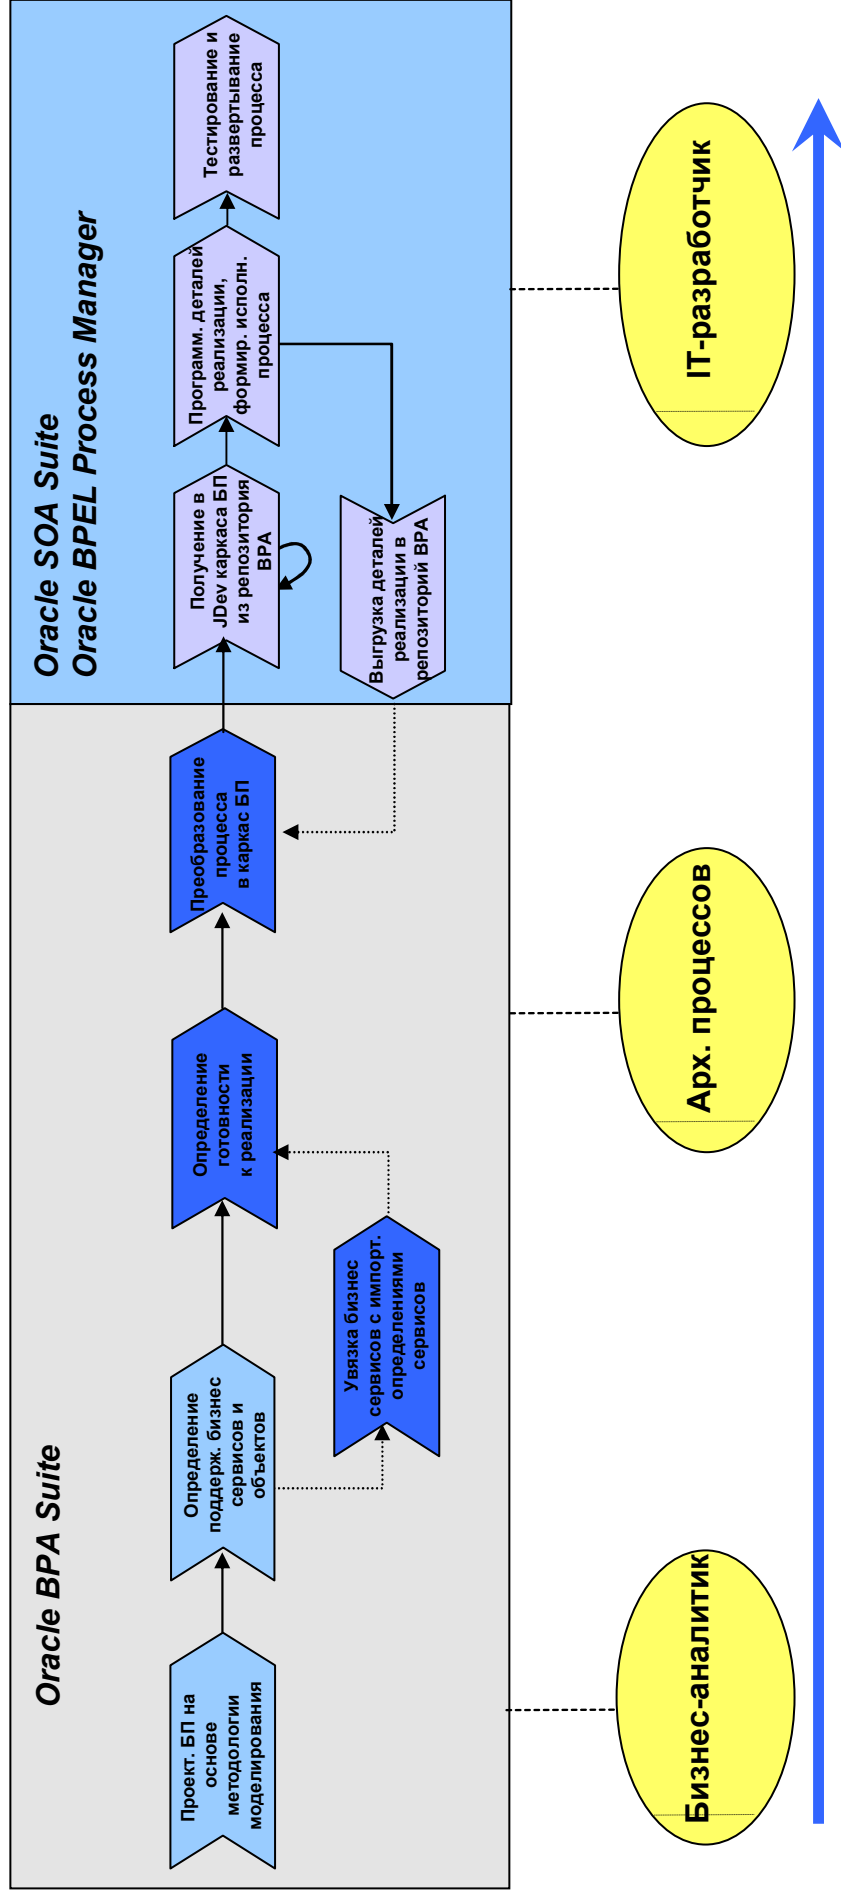 Oracle BPA Suite
Oracle SOA Suite
Oracle BPEL Process Manager
Проект. БП на
основе
методологии
моделирования
Определение
поддерж. бизнес
сервисов и
объектов
Увязка бизнес
сервисов с импорт.
определениями
сервисов
Определение
готовности
к реализации
Преобразование
процесса
в каркас БП
Получение в
JDev каркаса БП
из репозитория
BPA
Программ. деталей
реализации,
формир. исполн.
процесса
Тестирование и
развертывание
процесса
Выгрузка деталей
реализации в
репозиторий BPA
Бизнес-аналитик
Арх. процессов
IT-разработчик